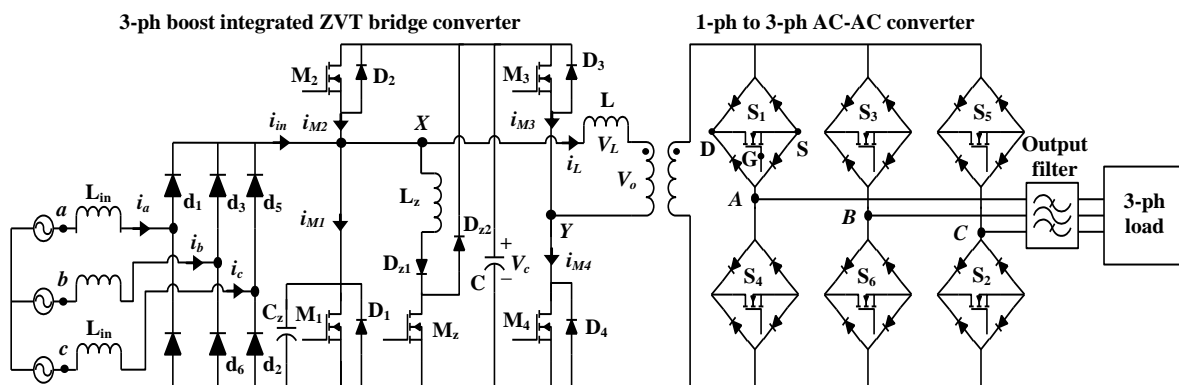 3-ph boost integrated ZVT bridge converter
1-ph to 3-ph AC-AC converter
M2
D2
M3
D3
L
iin
iM2
X
iM3
iL
VL
Vo
S1
S3
S5
D
S
G
Output
filter
3-ph
load
Lin
a
ia
d1
d3
d5
Lz
iM1
Dz2
Y
A
B
C
b
ib
ic
Dz1
C
+
Vc
−
iM4
Cz
M1
D1
Mz
M4
D4
S4
S6
S2
Lin
c
d6
d2